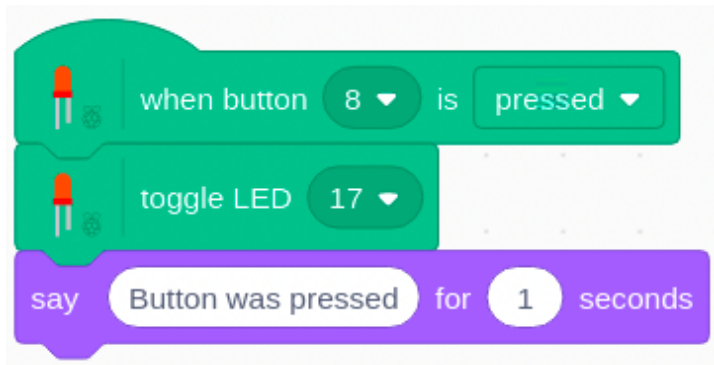 when button 8 is pressed
toggle LED 17
say Button was pressed for 1 seconds